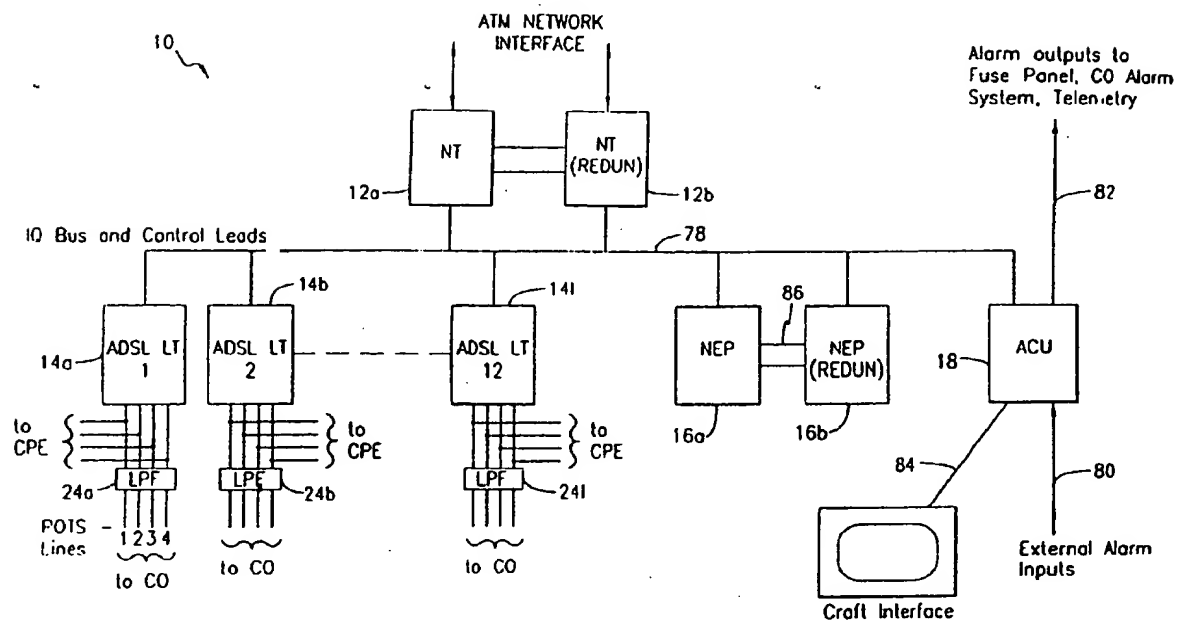 ATM NETWORK
INTERFACE
10
Alarm outputs to
Fuse Panel, CO Alarm
System, Telemetry
NT
NT
(REDUN)
12a
12b
82
IQ Bus and Control Leads
78
14b
14l
86
14a
ADSL LT
1
ADSL LT
2
ADSL LT
12
NEP
NEP
(REDUN)
18
ACU
16a
16b
to
CPE
to
CPE
to
CPE
84
80
24a
LPF
LPF
24b
LPF
24l
POTS
Lines
1 2 3 4
to CO
to CO
to CO
External Alarm
Inputs
Craft Interface